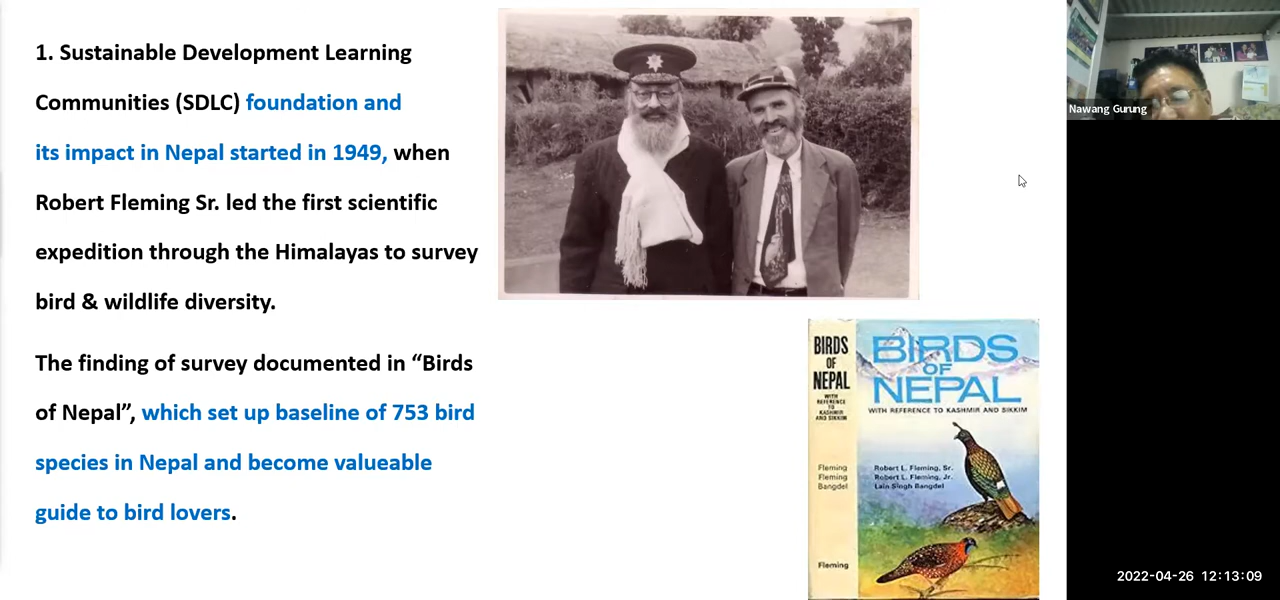 1. Sustainable Development Learning
Communities (SDLC) foundation and
its impact in Nepal started in 1949, when
Robert Fleming Sr. led the first scientific
expedition through the Himalayas to survey
bird & wildlife diversity.
The finding of survey documented in “Birds
of Nepal”, which set up baseline of 753 bird
species in Nepal and become valueable
guide to bird lovers.
BIRDS
OF
NEPAL
WITH
REFERENCE
TO
KASHMIR
AND SIKKIM
Fleming
Fleming
Bangdel
Fleming
BIRDS
OF
NEPAL
WITH REFERENCE TO KASHMIR AND SIKKIM
Robert L. Fleming, Sr.
Robert L. Fleming, Jr.
Lain Singh Bangdel
Nawang Gurung
2022-04-26 12:13:09